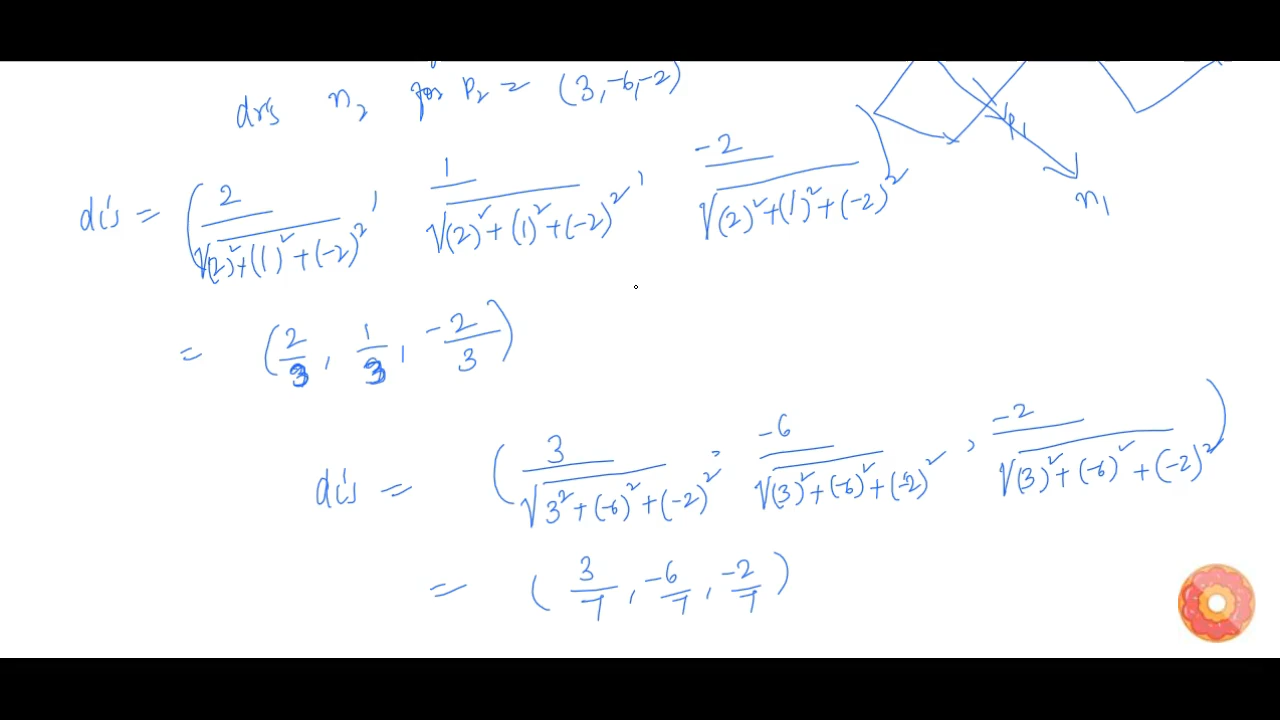 drs n₂ for P₂ = (3,-6,-2)
P₁
n₁
dcs = (2/√((2)²+(1)²+(-2)²), 1/√((2)²+(1)²+(-2)²), -2/√((2)²+(1)²+(-2)²))
= (2/3, 1/3, -2/3)
dcs = (3/√(3²+(-6)²+(-2)²), -6/√((3)²+(-6)²+(-2)²), -2/√((3)²+(-6)²+(-2)²))
= (3/7, -6/7, -2/7)